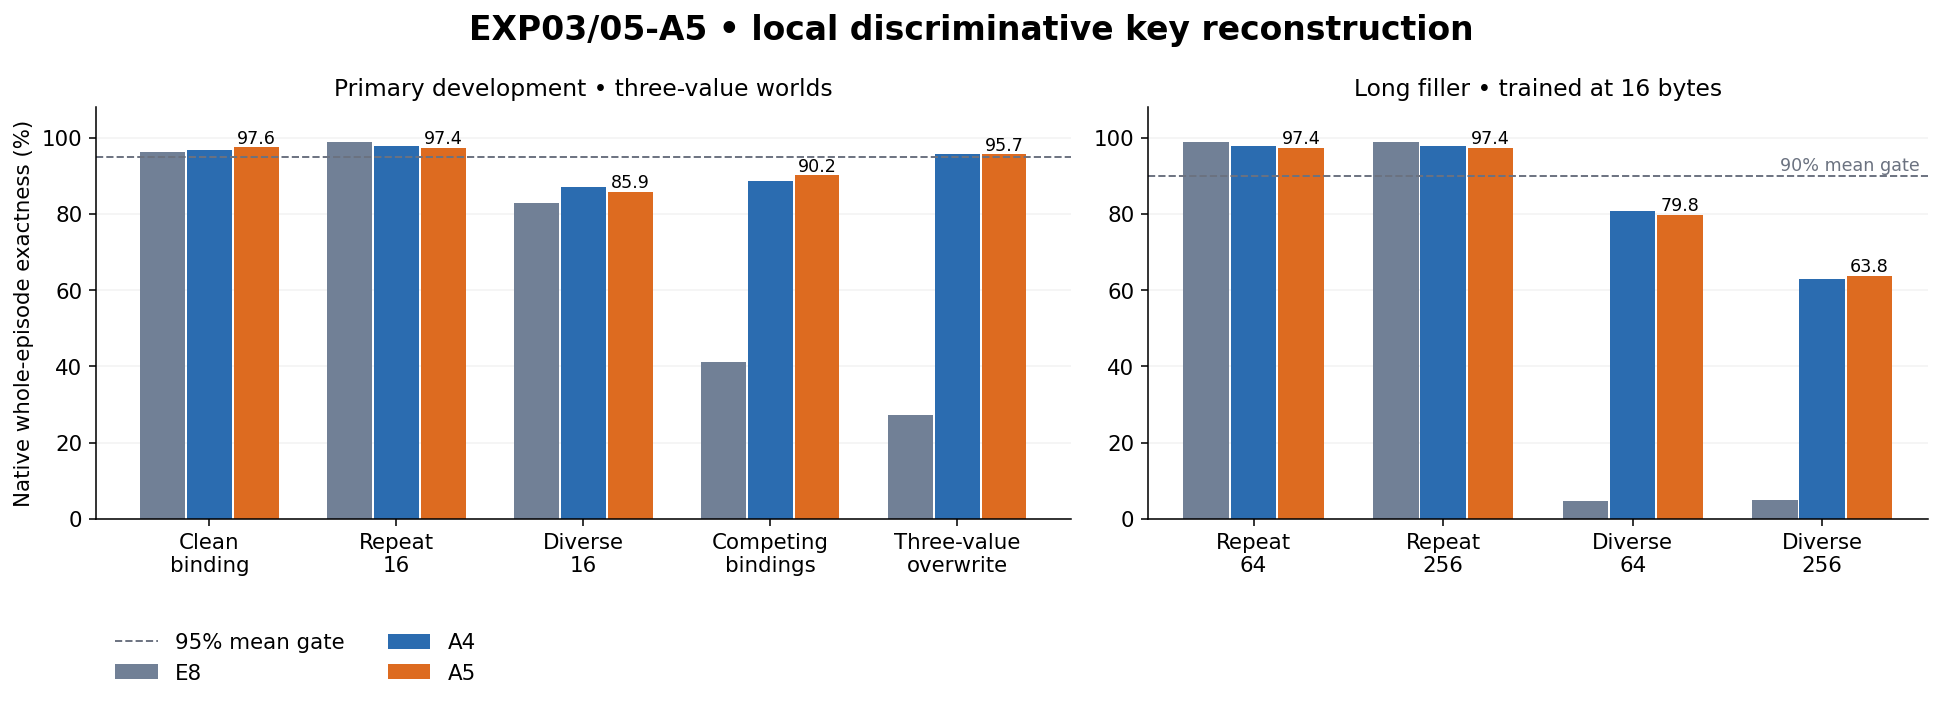 EXP03/05-A5 • local discriminative key reconstruction
Primary development • three-value worlds
Native whole-episode exactness (%)
100
80
60
40
20
0
97.6
97.4
85.9
90.2
95.7
Clean
binding
Repeat
16
Diverse
16
Competing
bindings
Three-value
overwrite
Long filler • trained at 16 bytes
100
80
60
40
20
0
97.4
97.4
90% mean gate
79.8
63.8
Repeat
64
Repeat
256
Diverse
64
Diverse
256
95% mean gate
E8
A4
A5